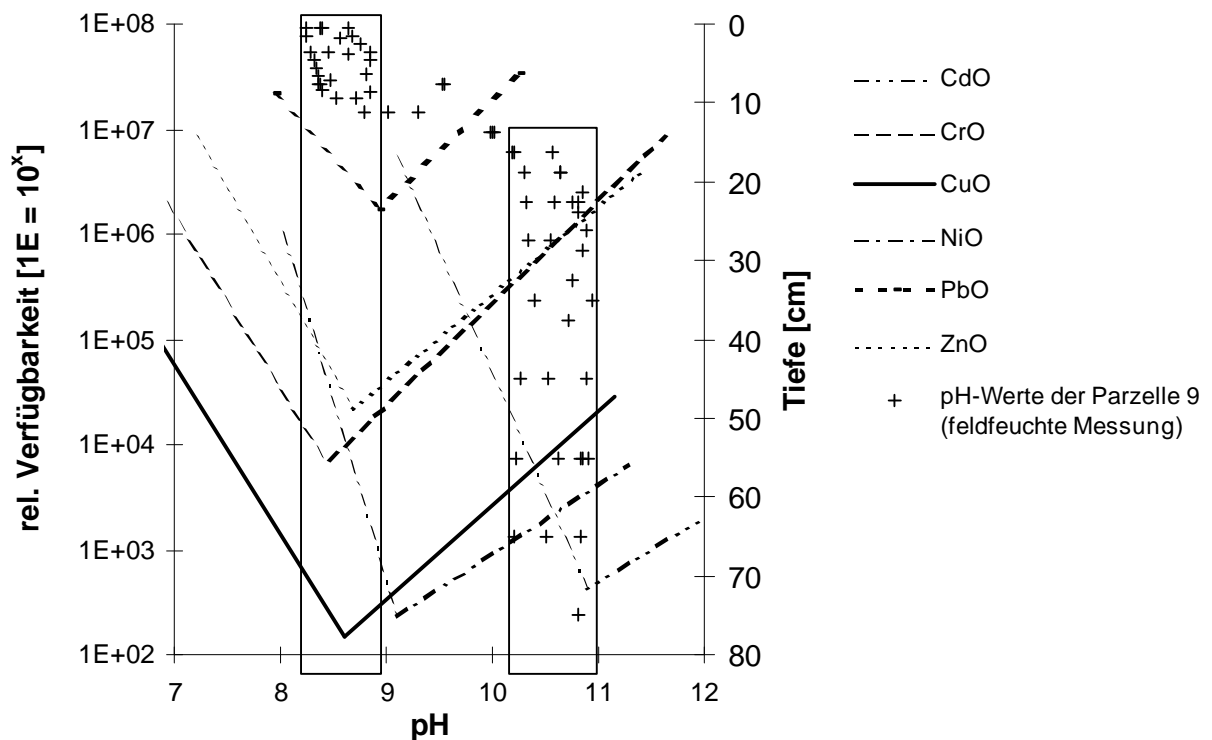 rel. Verfügbarkeit [1E = 10^x]
1E+08
1E+07
1E+06
1E+05
1E+04
1E+03
1E+02
7 8 9 10 11 12
pH
0
10
20
30
40
50
60
70
80
Tiefe [cm]
CdO
CrO
CuO
NiO
PbO
ZnO
pH-Werte der Parzelle 9
(feldfeuchte Messung)